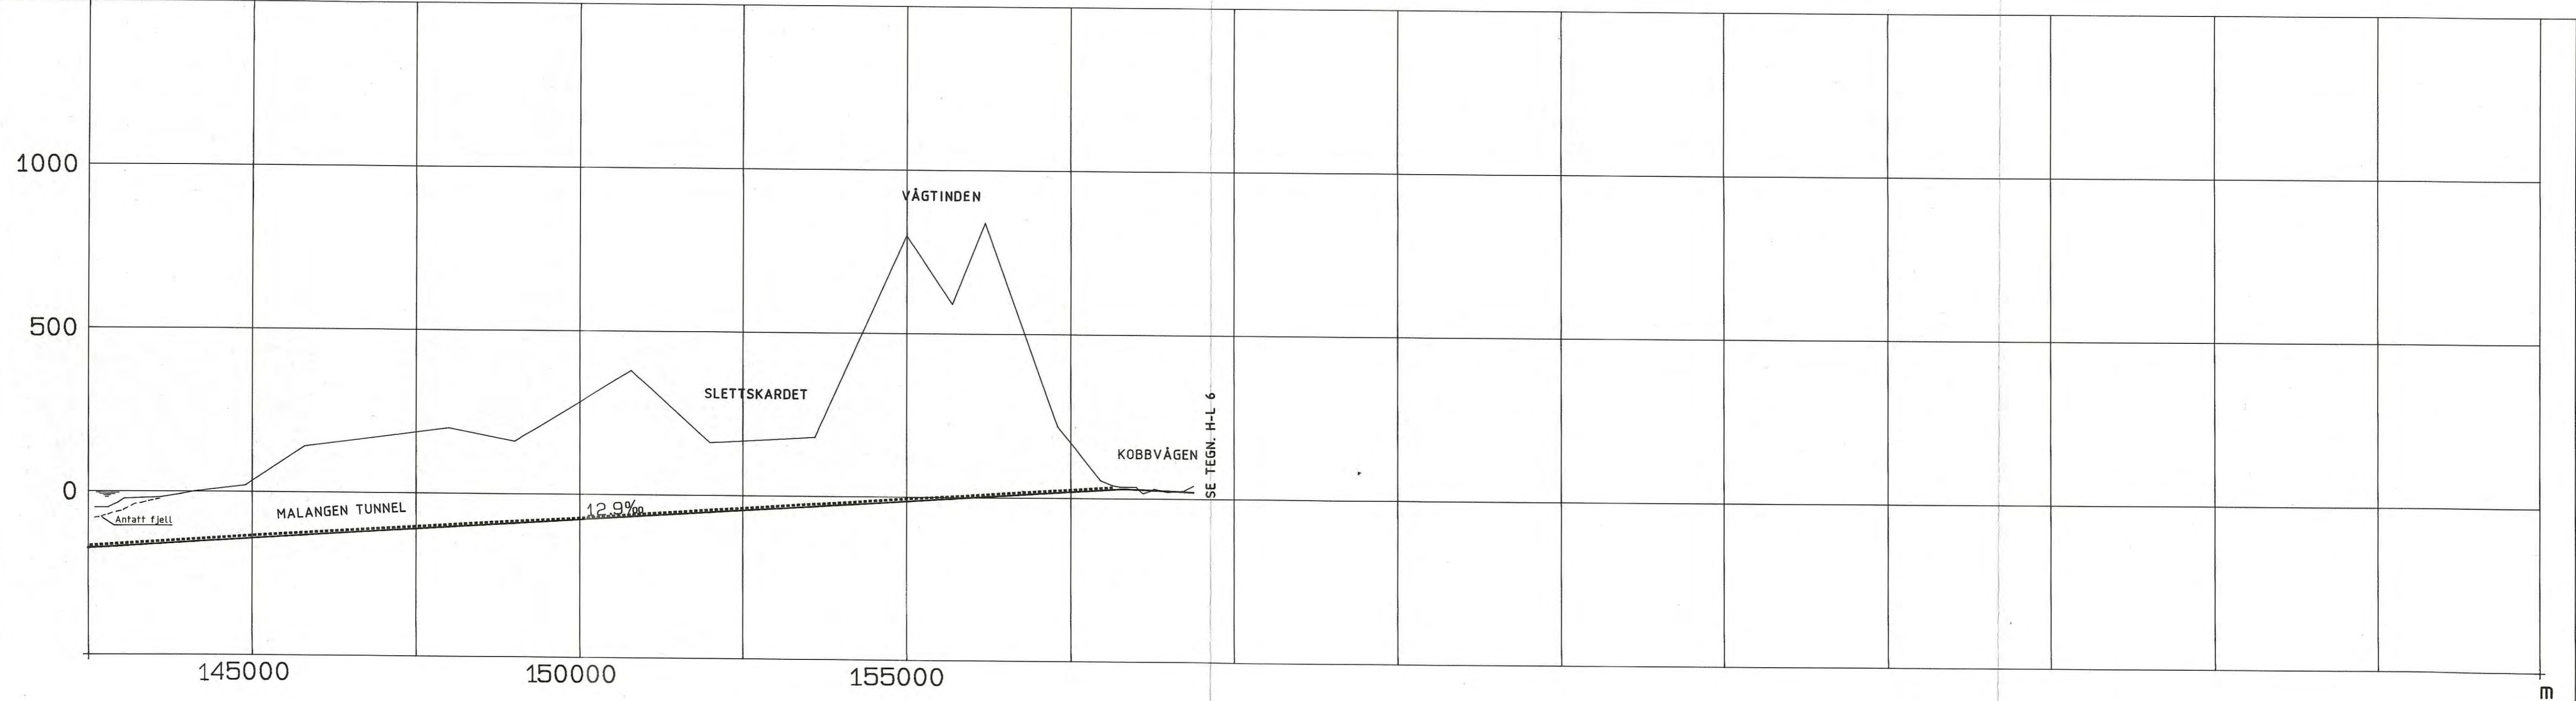 1000
VÅGTINDEN
500
SLETTSKARDET
SE TEGN. H-L 6
KOBBVÅGEN
0
MALANGEN TUNNEL
12.9‰
Antatt fjell
145000
150000
155000
m